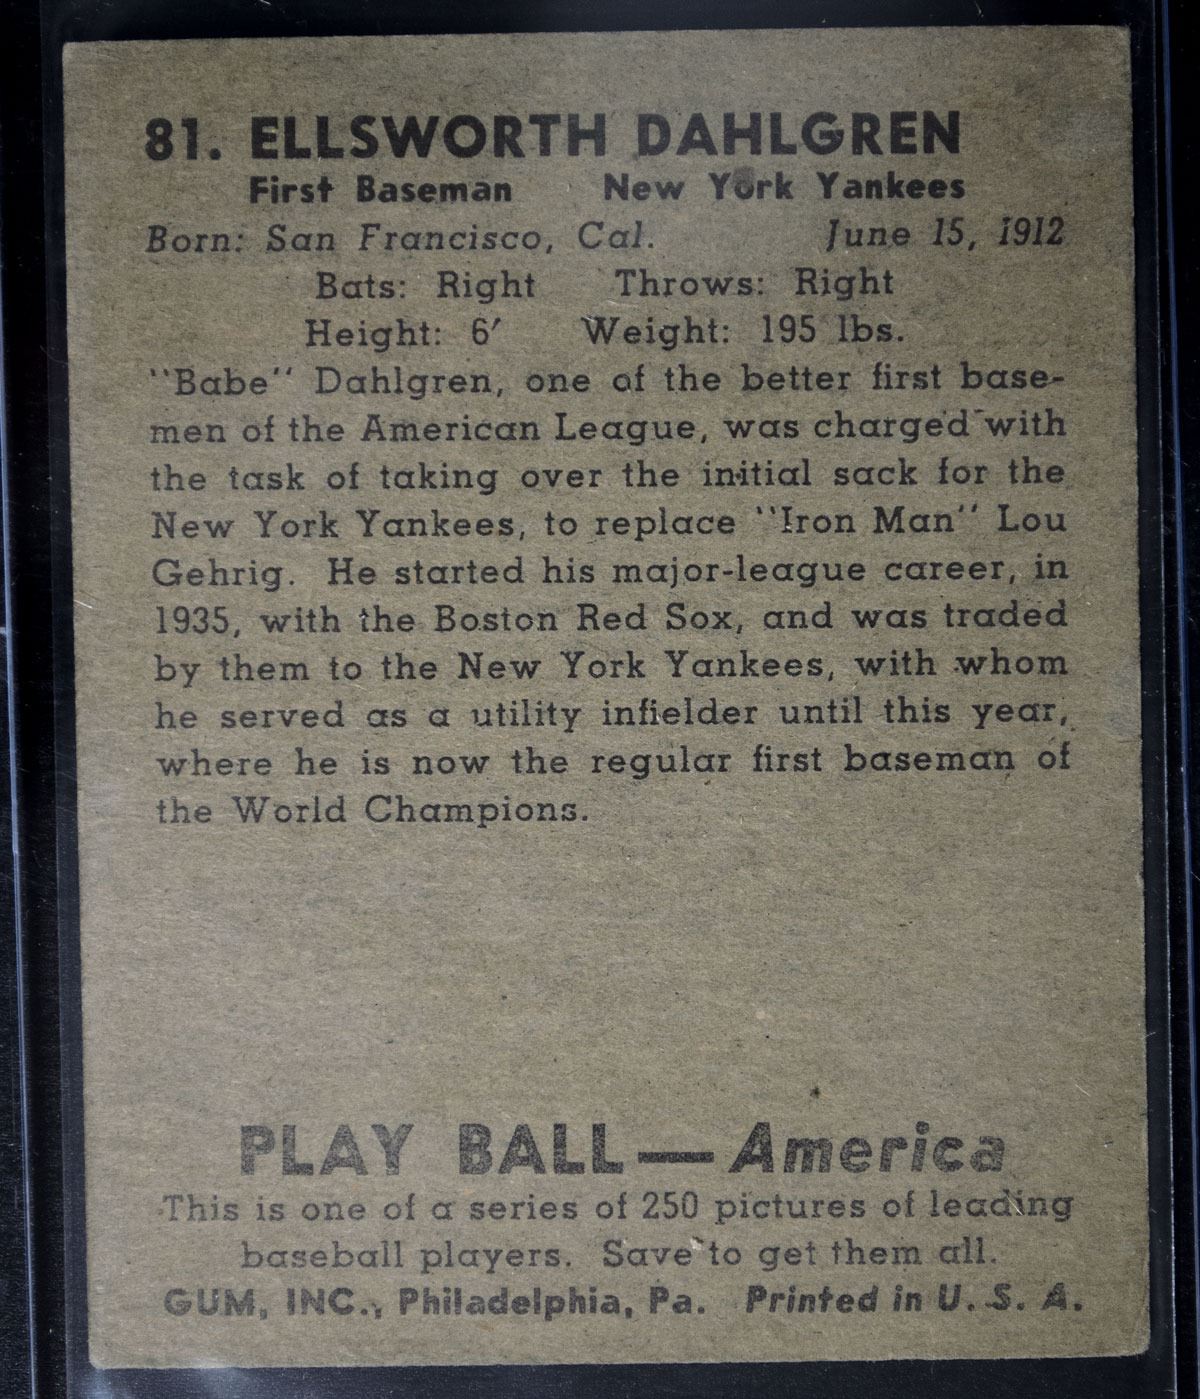 81. ELLSWORTH DAHLGREN
First Baseman New York Yankees
Born: San Francisco, Cal. June 15, 1912
Bats: Right Throws: Right
Height: 6′ Weight: 195 lbs.
"Babe" Dahlgren, one of the better first base-
men of the American League, was charged with
the task of taking over the initial sack for the
New York Yankees, to replace "Iron Man" Lou
Gehrig. He started his major-league career, in
1935, with the Boston Red Sox, and was traded
by them to the New York Yankees, with whom
he served as a utility infielder until this year,
where he is now the regular first baseman of
the World Champions.
PLAY BALL—America
This is one of a series of 250 pictures of leading
baseball players. Save to get them all.
GUM, INC., Philadelphia, Pa. Printed in U. S. A.